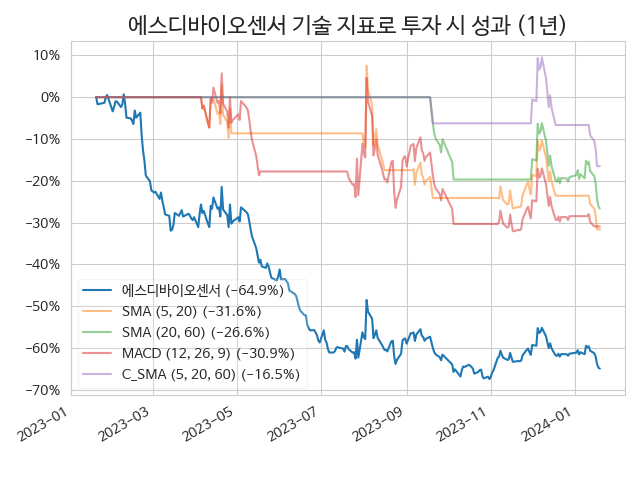 에스디바이오센서 기술 지표로 투자 시 성과 (1년)
10%
0%
−10%
−20%
−30%
−40%
−50%
−60%
−70%
에스디바이오센서 (−64.9%)
SMA (5, 20) (−31.6%)
SMA (20, 60) (−26.6%)
MACD (12, 26, 9) (−30.9%)
C_SMA (5, 20, 60) (−16.5%)
2023−01
2023−03
2023−05
2023−07
2023−09
2023−11
2024−01